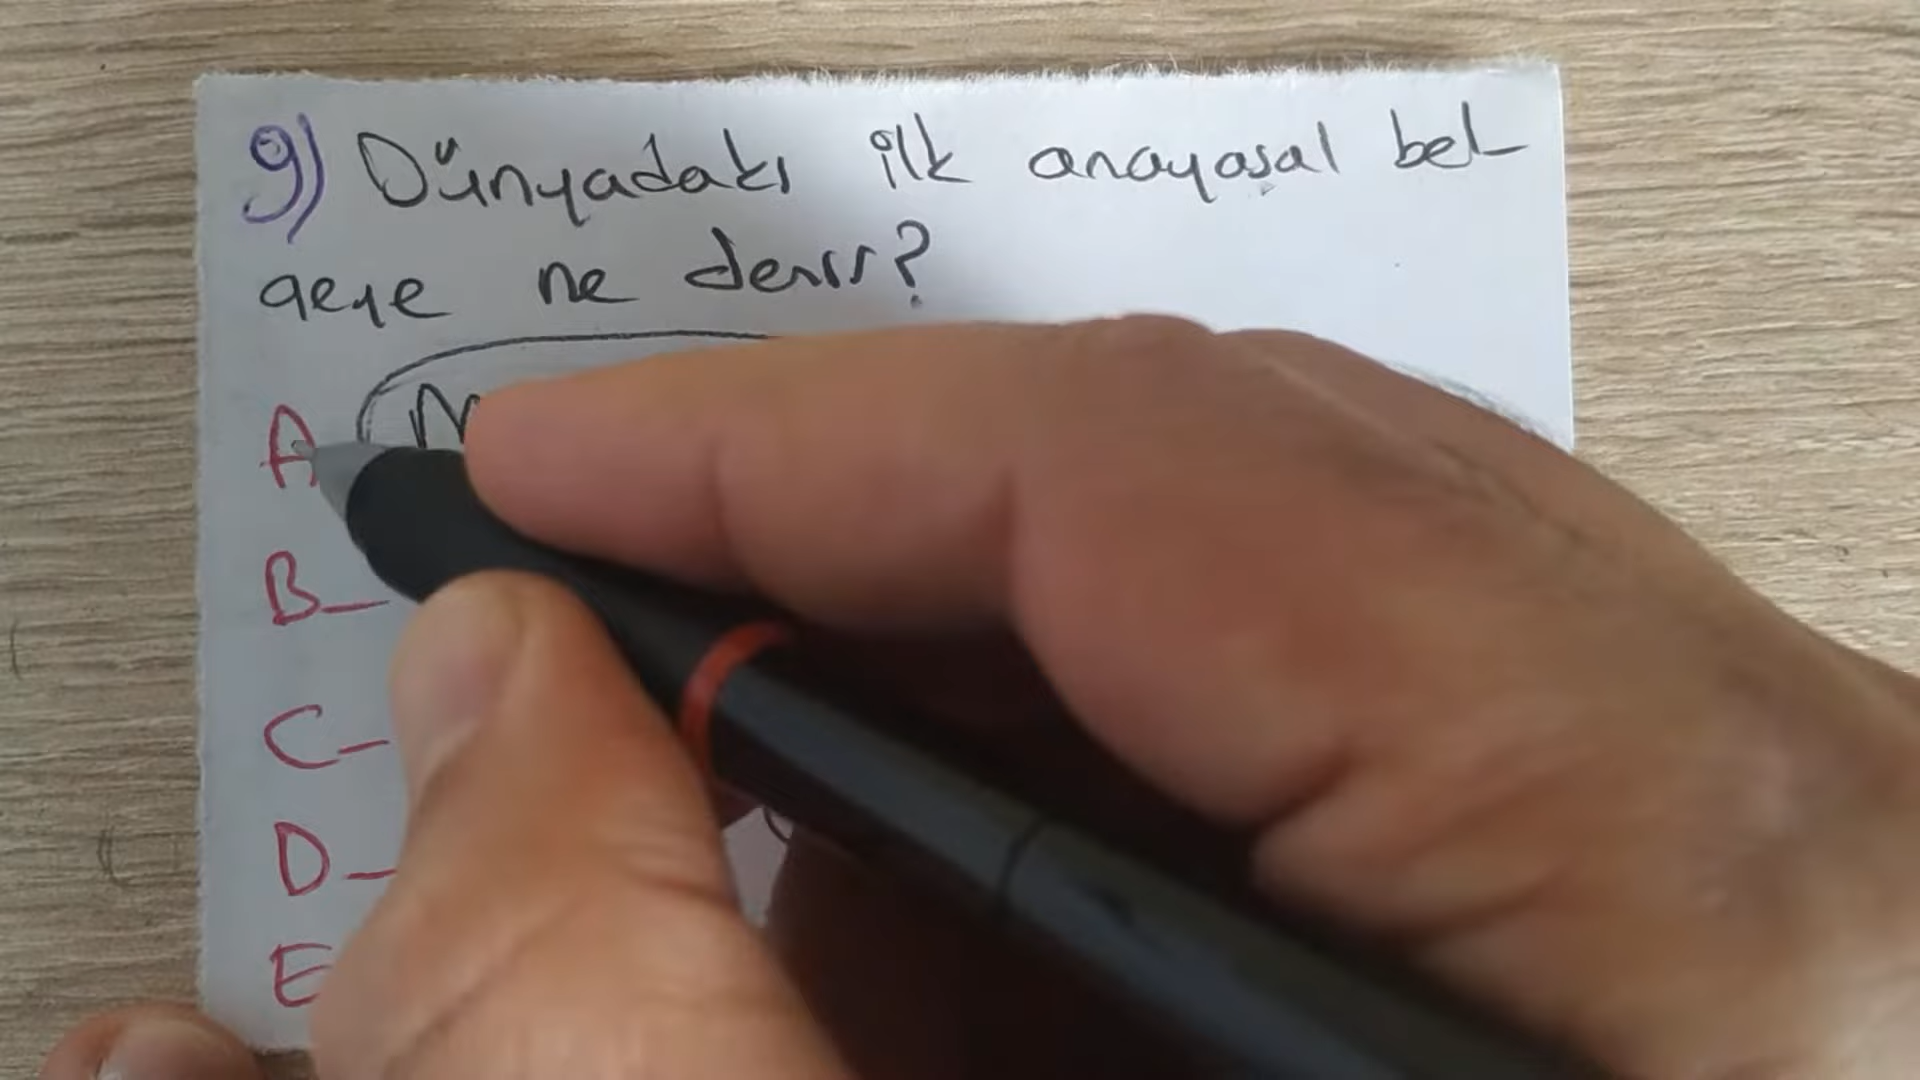 9) Dünyadaki ilk anayasal bel
geye ne denir?
A
B-
C-
D-
E